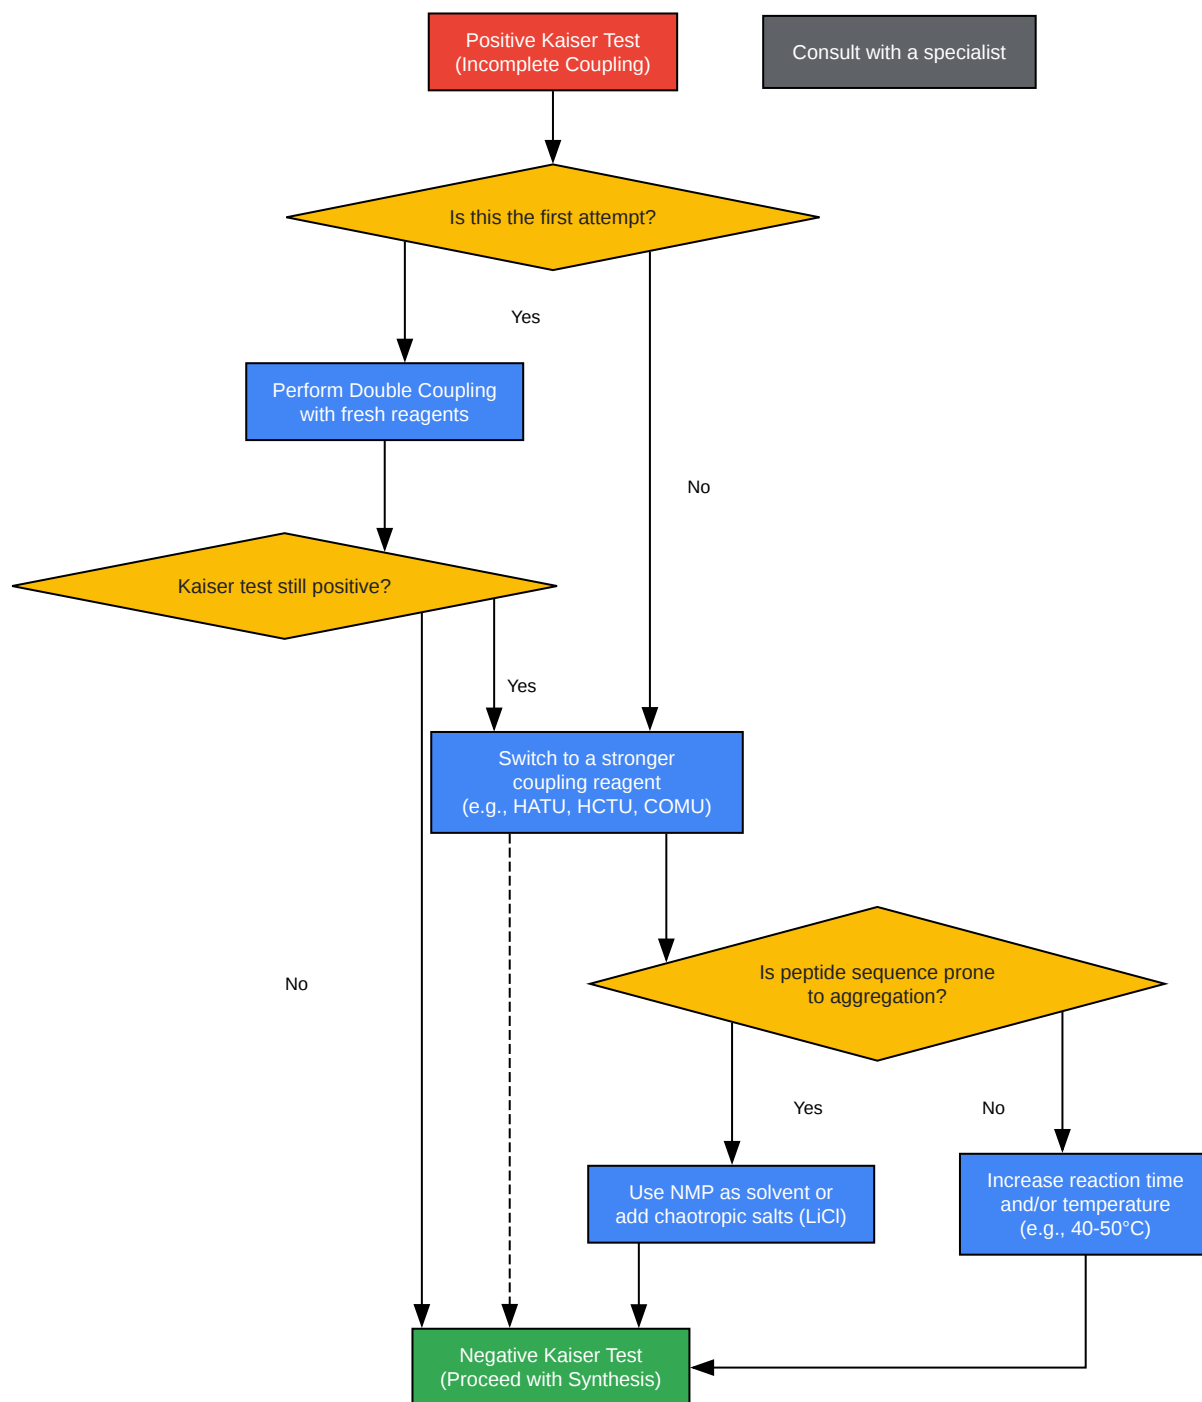 Positive Kaiser Test
(Incomplete Coupling)
Consult with a specialist
Is this the first attempt?
Yes
Perform Double Coupling
with fresh reagents
No
Kaiser test still positive?
Yes
Switch to a stronger
coupling reagent
(e.g., HATU, HCTU, COMU)
No
Is peptide sequence prone
to aggregation?
Yes
No
Use NMP as solvent or
add chaotropic salts (LiCl)
Increase reaction time
and/or temperature
(e.g., 40-50°C)
Negative Kaiser Test
(Proceed with Synthesis)